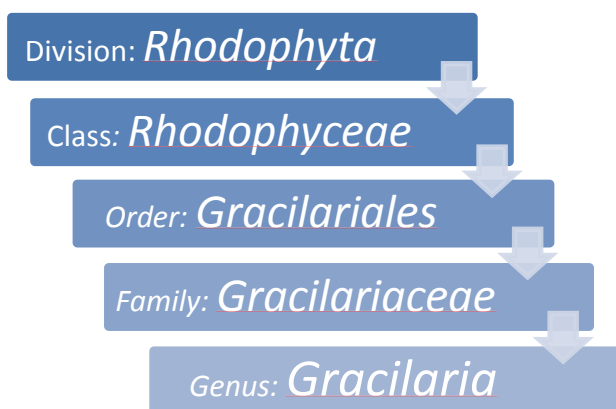 Division: Rhodophyta
Class: Rhodophyceae
Order: Gracilariales
Family: Gracilariaceae
Genus: Gracilaria